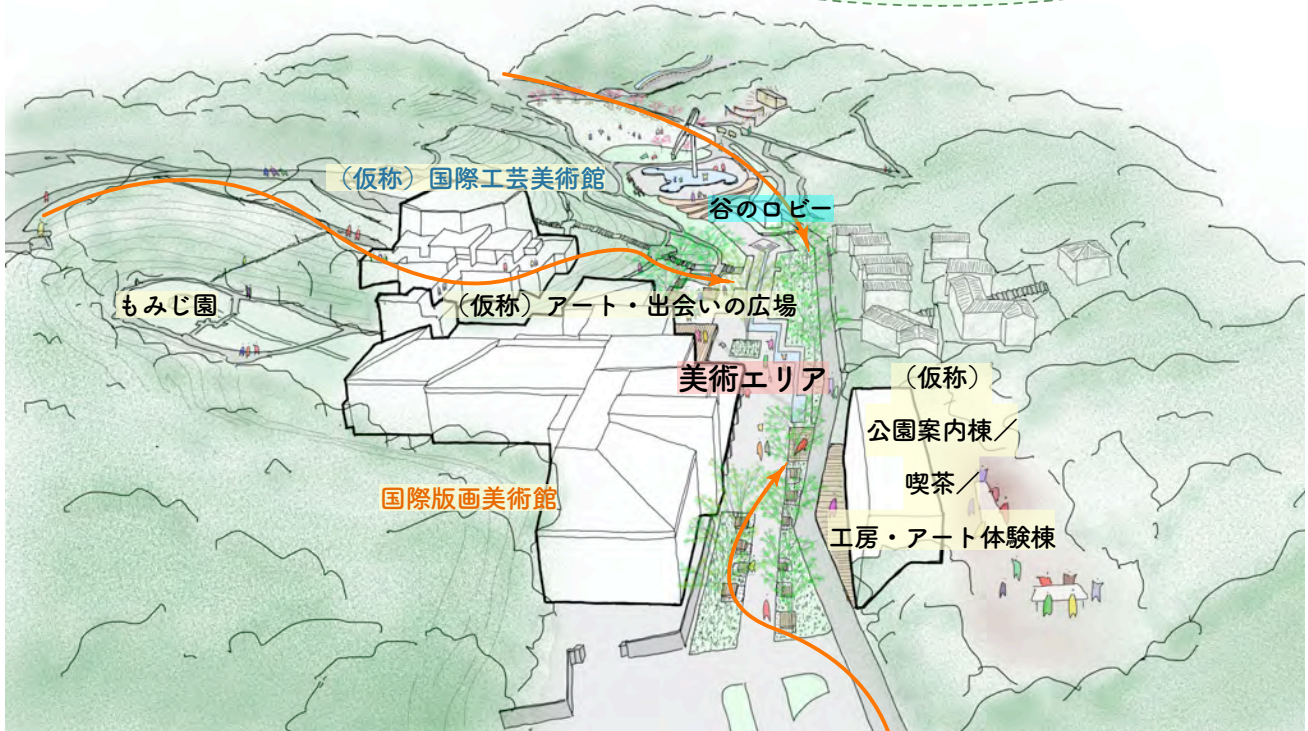 （仮称）国際工芸美術館
谷のロビー
もみじ園
（仮称）アート・出会いの広場
美術エリア
（仮称）
公園案内棟／
喫茶／
工房・アート体験棟
国際版画美術館